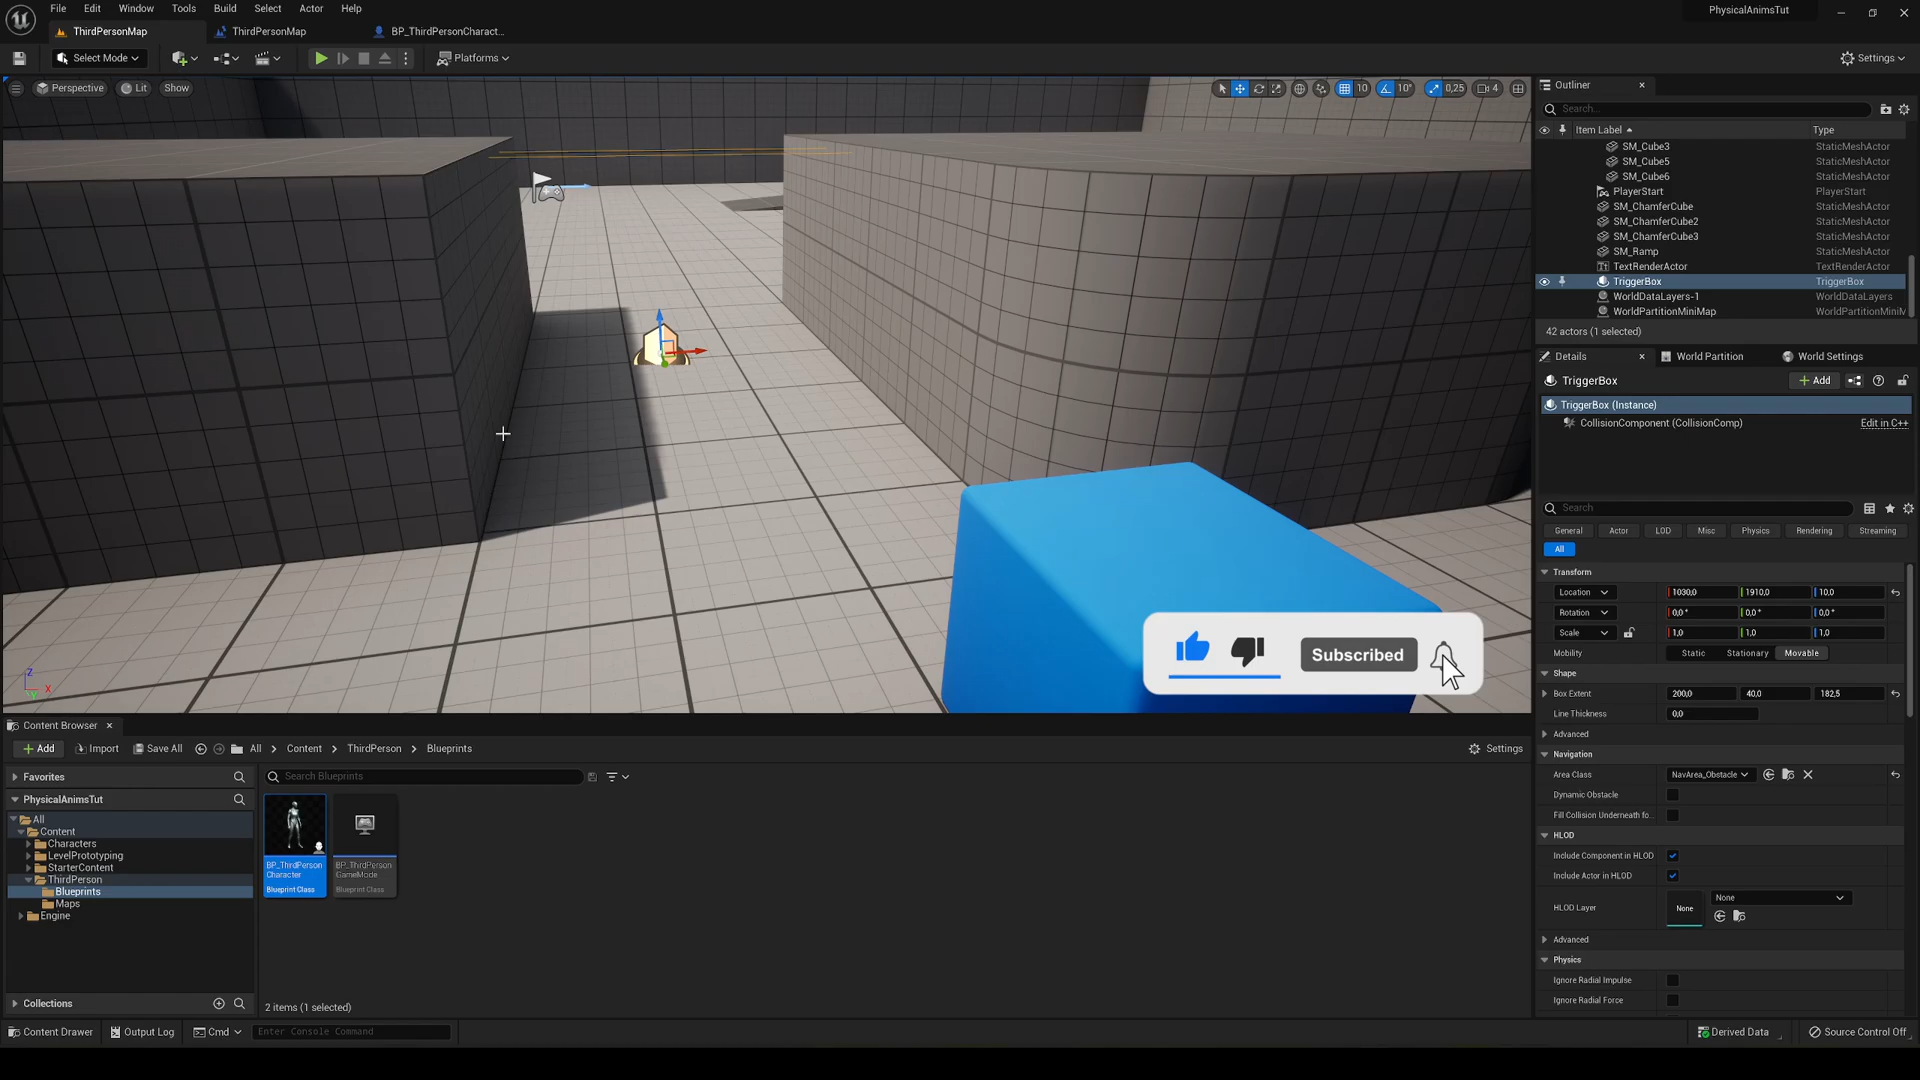 File Edit Window Tools Build Select Actor Help
PhysicalAnimsTut
ThirdPersonMap ThirdPersonMap BP_ThirdPersonCharact...
Select Mode Platforms Settings
Perspective Lit Show 10 10° 0,25 4
Outliner
Search...
Item Label Type
SM_Cube3 StaticMeshActor
SM_Cube5 StaticMeshActor
SM_Cube6 StaticMeshActor
PlayerStart PlayerStart
SM_ChamferCube StaticMeshActor
SM_ChamferCube2 StaticMeshActor
SM_ChamferCube3 StaticMeshActor
SM_Ramp StaticMeshActor
TextRenderActor TextRenderActor
TriggerBox TriggerBox
WorldDataLayers-1 WorldDataLayers
WorldPartitionMiniMap WorldPartitionMiniM
42 actors (1 selected)
Details World Partition World Settings
TriggerBox + Add
TriggerBox (Instance)
CollisionComponent (CollisionComp) Edit in C++
Search
General Actor LOD Misc Physics Rendering Streaming
All
Transform
Location 1030,0 1910,0 10,0
Rotation 0,0° 0,0° 0,0°
Scale 1,0 1,0 1,0
Mobility Static Stationary Movable
Shape
Box Extent 200,0 40,0 182,5
Line Thickness 0,0
Advanced
Navigation
Area Class NavArea_Obstacle
Dynamic Obstacle
Fill Collision Underneath fo...
HLOD
Include Component in HLOD
Include Actor in HLOD
HLOD Layer None None
Advanced
Physics
Ignore Radial Impulse
Ignore Radial Force
Z
X
Y
Subscribed
Content Browser
+ Add Import Save All All > Content > ThirdPerson > Blueprints Settings
Favorites
Search Blueprints
PhysicalAnimsTut
All
Content
Characters
LevelPrototyping
StarterContent
ThirdPerson
Blueprints
Maps
Engine
BP_ThirdPerson
Character
Blueprint Class
BP_ThirdPerson
GameMode
Blueprint Class
Collections
2 items (1 selected)
Content Drawer Output Log Cmd Enter Console Command Derived Data Source Control Off